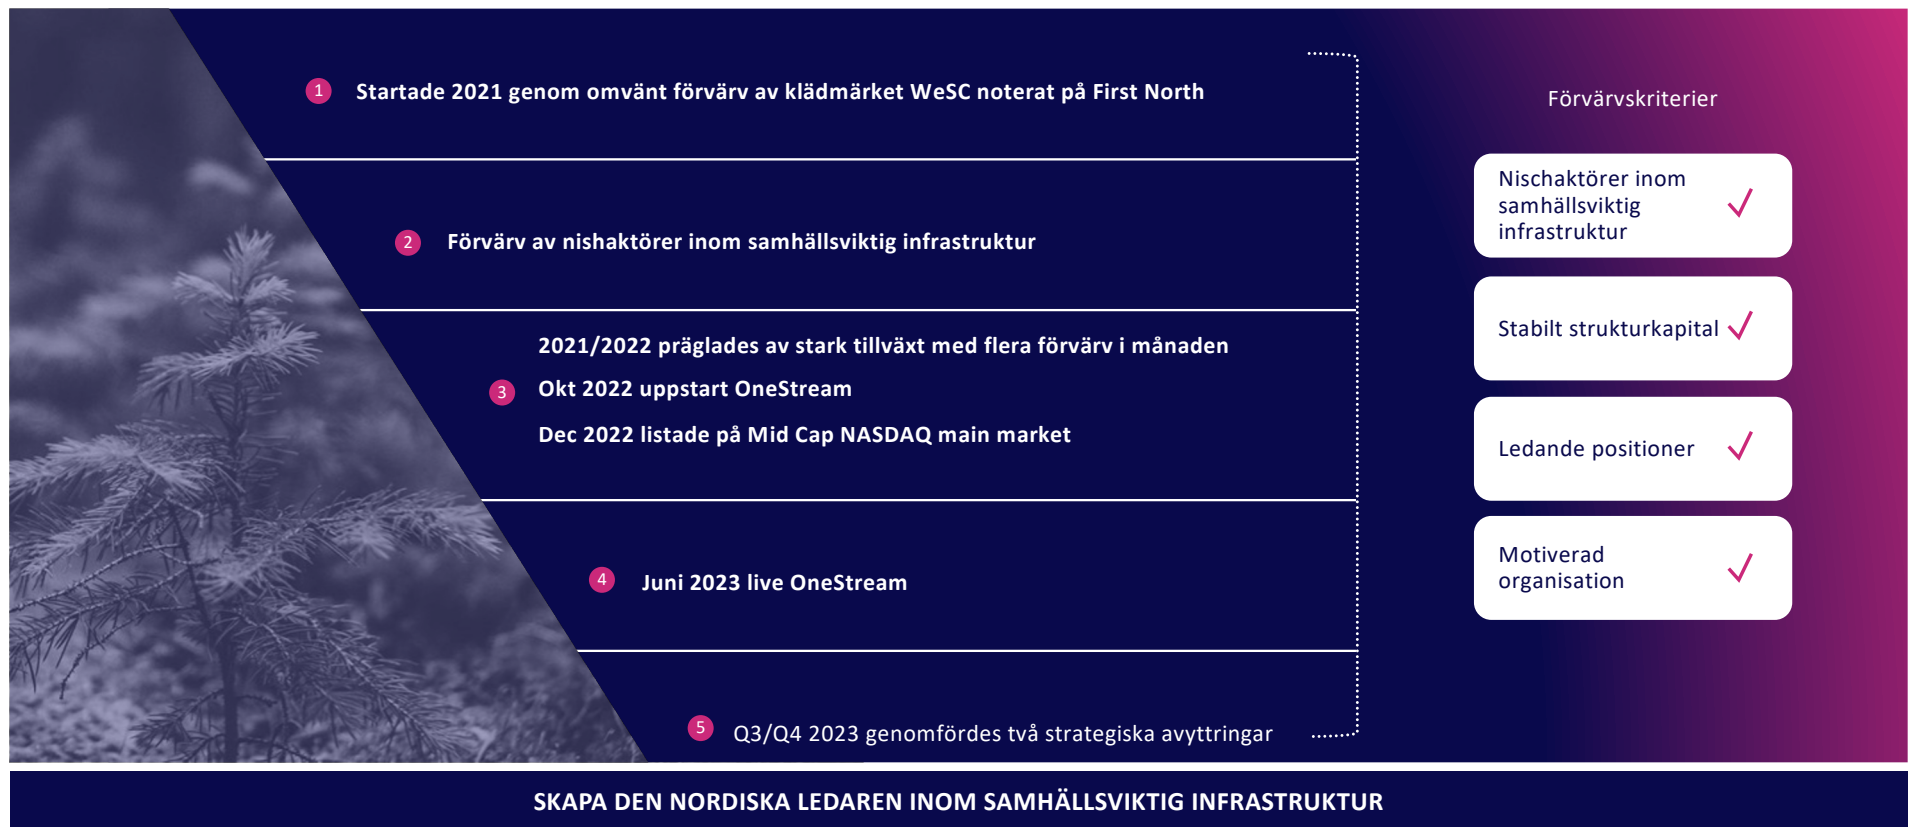 1 Startade 2021 genom omvänt förvärv av klädmärket WeSC noterat på First North
2 Förvärv av nishaktörer inom samhällsviktig infrastruktur
2021/2022 präglades av stark tillväxt med flera förvärv i månaden
3 Okt 2022 uppstart OneStream
Dec 2022 listade på Mid Cap NASDAQ main market
4 Juni 2023 live OneStream
5 Q3/Q4 2023 genomfördes två strategiska avyttringar
Förvärvskriterier
Nischaktörer inom
samhällsviktig
infrastruktur
Stabilt strukturkapital
Ledande positioner
Motiverad
organisation
SKAPA DEN NORDISKA LEDAREN INOM SAMHÄLLSVIKTIG INFRASTRUKTUR